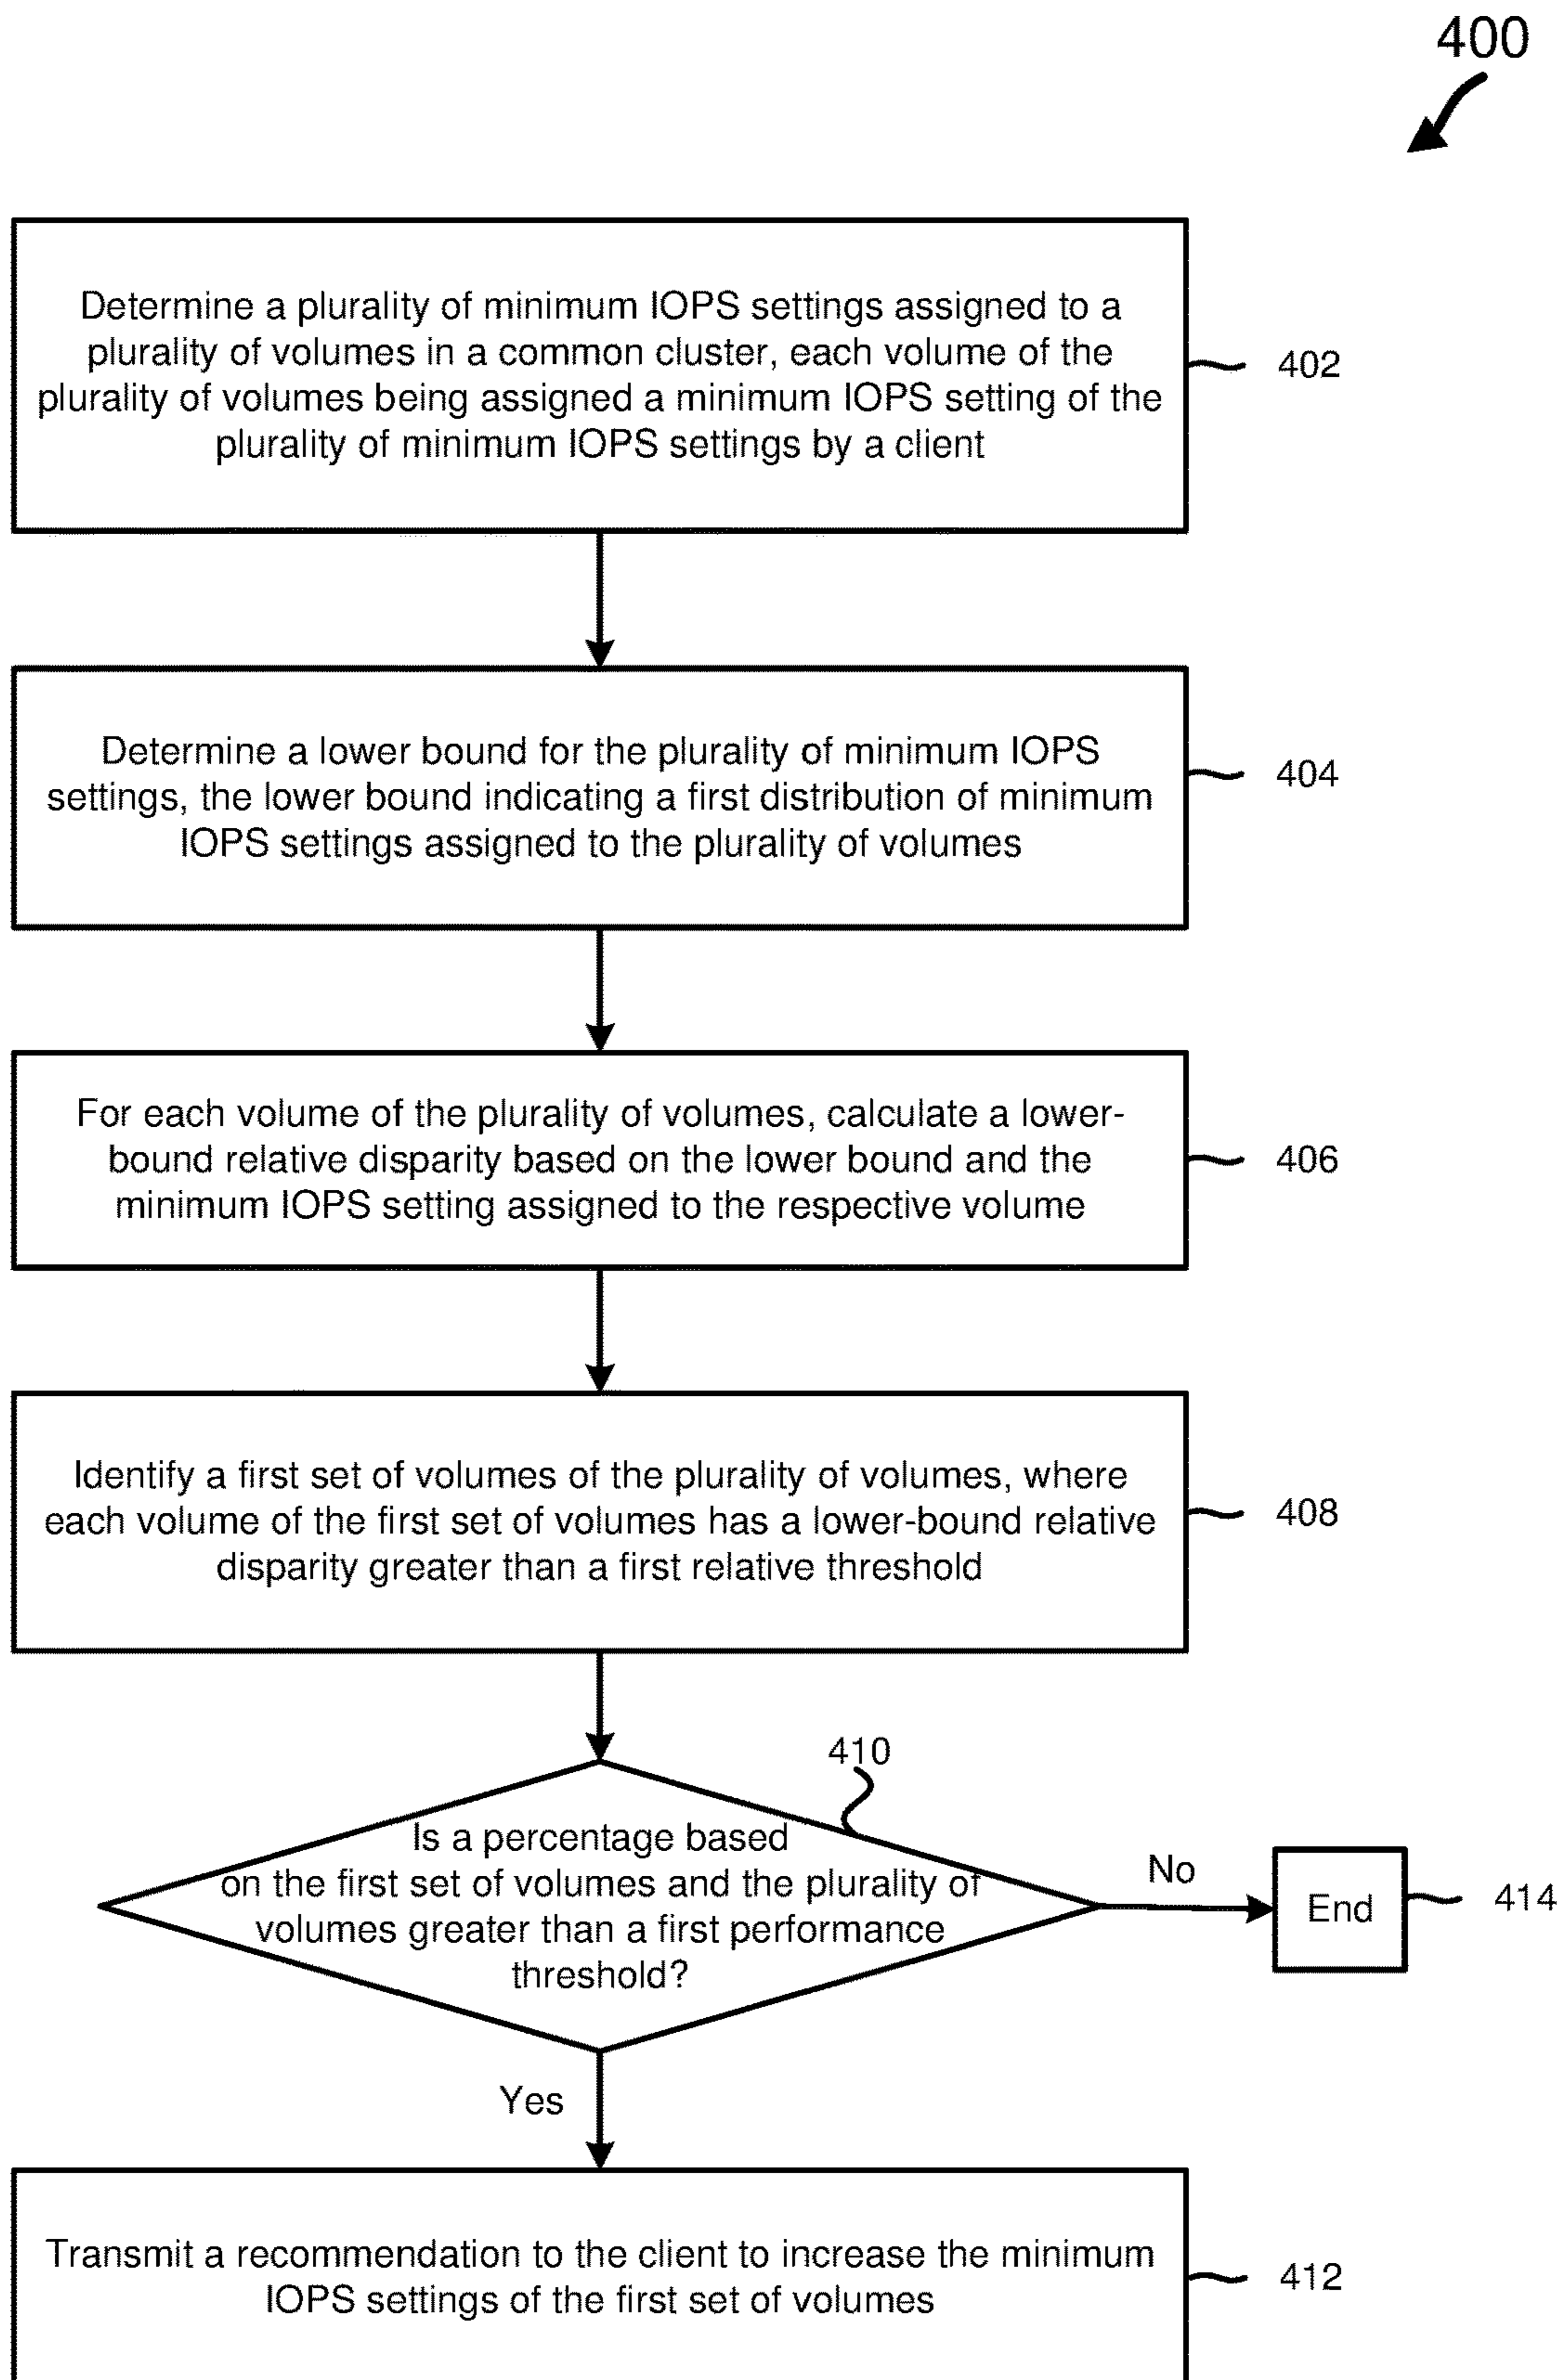 400
Determine a plurality of minimum IOPS settings assigned to a
plurality of volumes in a common cluster, each volume of the
plurality of volumes being assigned a minimum IOPS setting of the
plurality of minimum IOPS settings by a client
402
Determine a lower bound for the plurality of minimum IOPS
settings, the lower bound indicating a first distribution of minimum
IOPS settings assigned to the plurality of volumes
404
For each volume of the plurality of volumes, calculate a lower-
bound relative disparity based on the lower bound and the
minimum IOPS setting assigned to the respective volume
406
Identify a first set of volumes of the plurality of volumes, where
each volume of the first set of volumes has a lower-bound relative
disparity greater than a first relative threshold
408
410
Is a percentage based
on the first set of volumes and the plurality of
volumes greater than a first performance
threshold?
No
End
414
Yes
Transmit a recommendation to the client to increase the minimum
IOPS settings of the first set of volumes
412